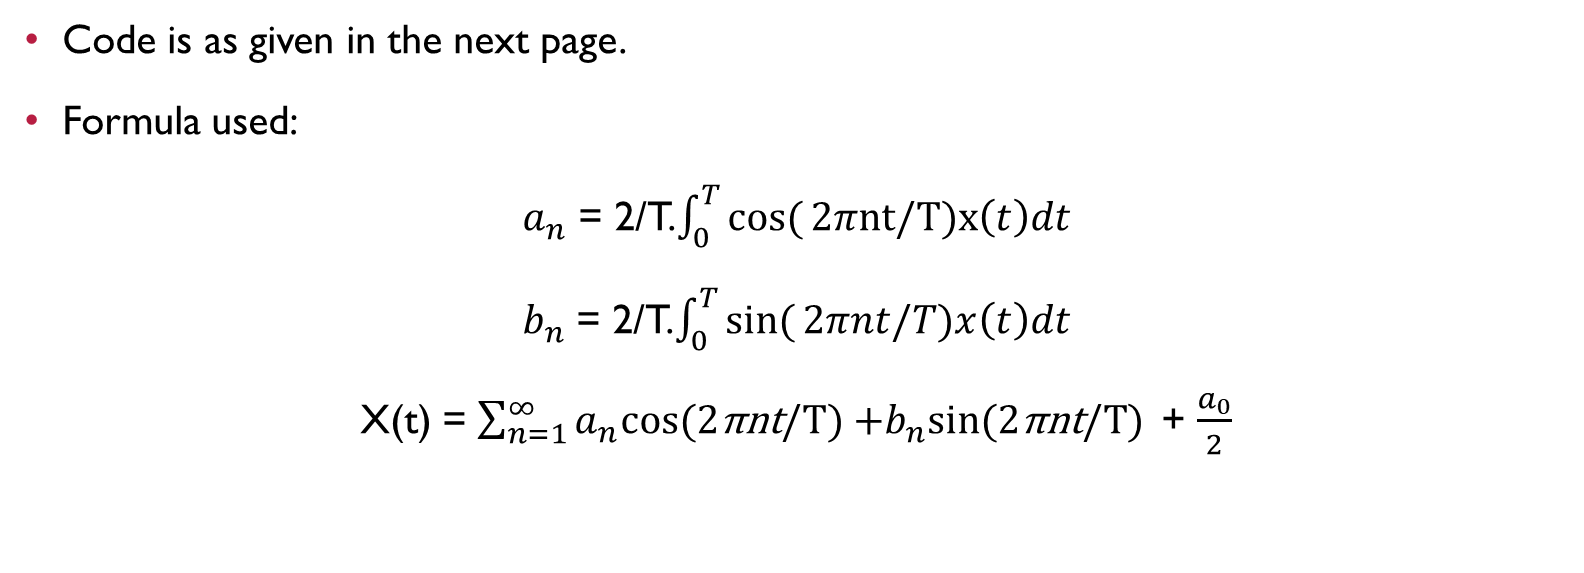 • Code is as given in the next page.
• Formula used:
aₙ = 2/T.∫₀ᵀ cos( 2πnt/T)x(t)dt
bₙ = 2/T.∫₀ᵀ sin( 2πnt/T)x(t)dt
X(t) = ∑ₙ₌₁^∞ aₙcos(2πnt/T) +bₙsin(2πnt/T) + a₀/2